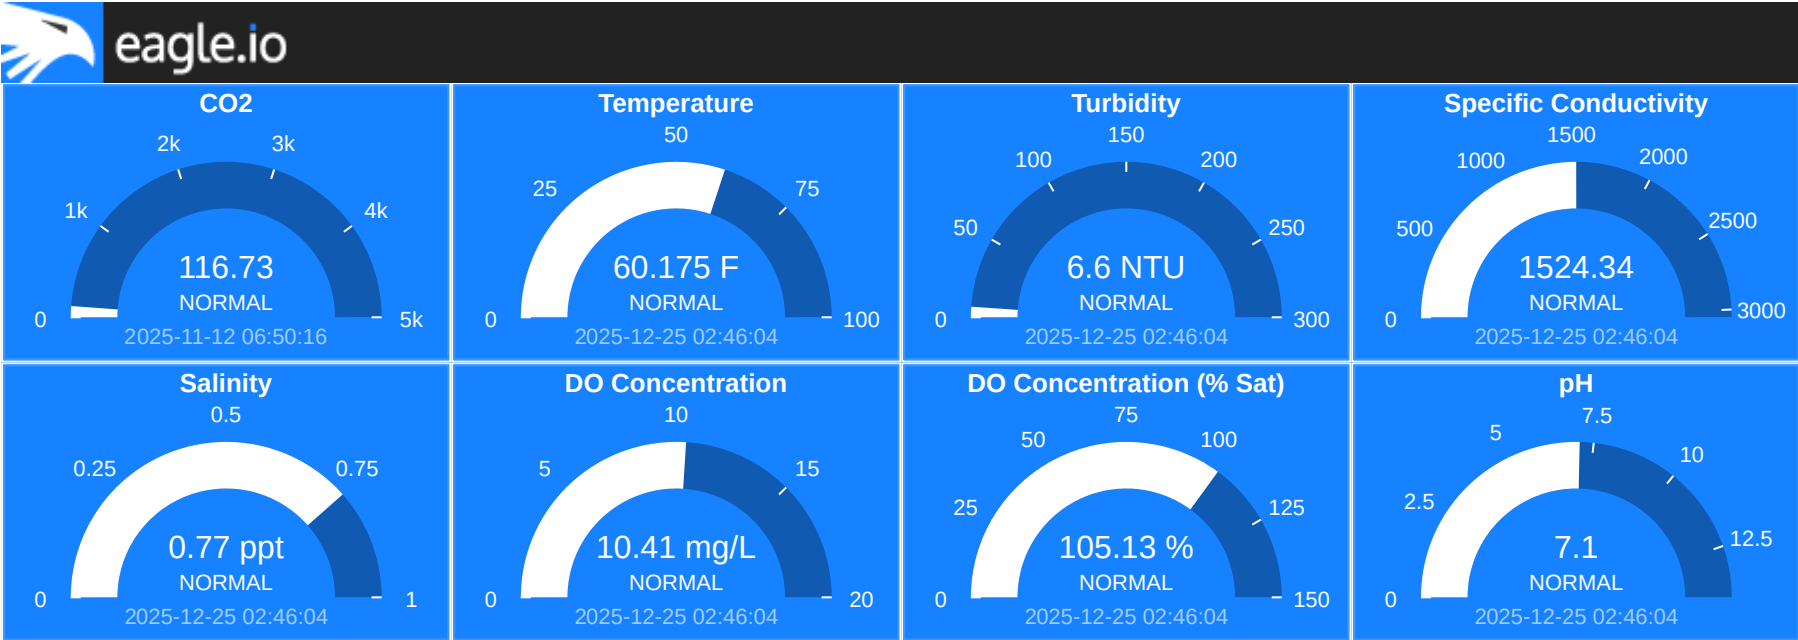 eagle.io
CO2
2k 3k
1k 4k
116.73
NORMAL
0 5k
2025-11-12 06:50:16
Temperature
50
25 75
60.175 F
NORMAL
0 100
2025-12-25 02:46:04
Turbidity
150
100 200
50 250
6.6 NTU
NORMAL
0 300
2025-12-25 02:46:04
Specific Conductivity
1500
1000 2000
500 2500
1524.34
NORMAL
0 3000
2025-12-25 02:46:04
Salinity
0.5
0.25 0.75
0.77 ppt
NORMAL
0 1
2025-12-25 02:46:04
DO Concentration
10
5 15
10.41 mg/L
NORMAL
0 20
2025-12-25 02:46:04
DO Concentration (% Sat)
75
50 100
25 125
105.13 %
NORMAL
0 150
2025-12-25 02:46:04
pH
7.5
5 10
2.5 12.5
7.1
NORMAL
0
2025-12-25 02:46:04